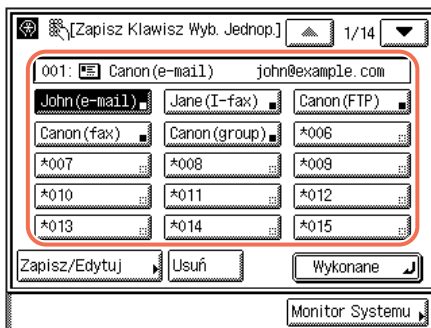 [Zapisz Klawisz Wyb. Jednop.] 1/14
001: Canon(e-mail) john@example.com
John(e-mail) Jane(I-fax) Canon(FTP)
Canon(fax) Canon(group) *006
*007 *008 *009
*010 *011 *012
*013 *014 *015
Zapisz/Edytuj Usuń Wykonane
Monitor Systemu